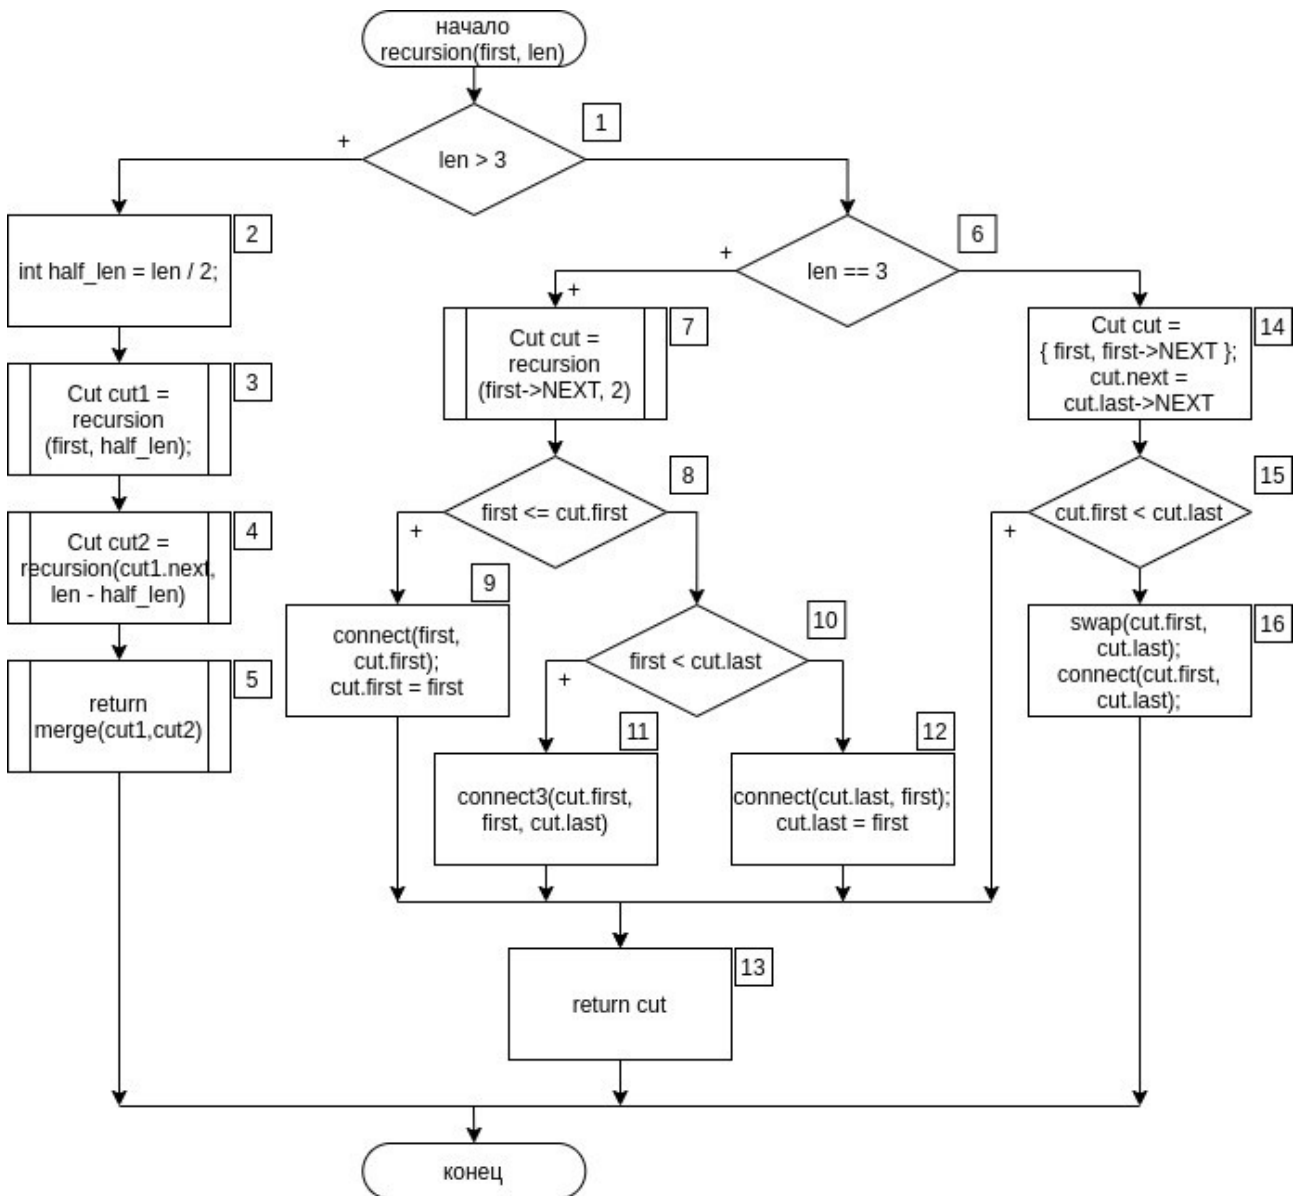 начало
recursion(first, len)
1
+
len > 3
2
int half_len = len / 2;
6
+
len == 3
3
Cut cut1 =
recursion
(first, half_len);
+
7
Cut cut =
recursion
(first->NEXT, 2)
14
Cut cut =
{ first, first->NEXT };
cut.next =
cut.last->NEXT
4
Cut cut2 =
recursion(cut1.next,
len - half_len)
8
first <= cut.first
+
15
cut.first < cut.last
+
5
return
merge(cut1,cut2)
9
connect(first,
cut.first);
cut.first = first
10
first < cut.last
+
16
swap(cut.first,
cut.last);
connect(cut.first,
cut.last);
11
connect3(cut.first,
first, cut.last)
12
connect(cut.last, first);
cut.last = first
13
return cut
конец